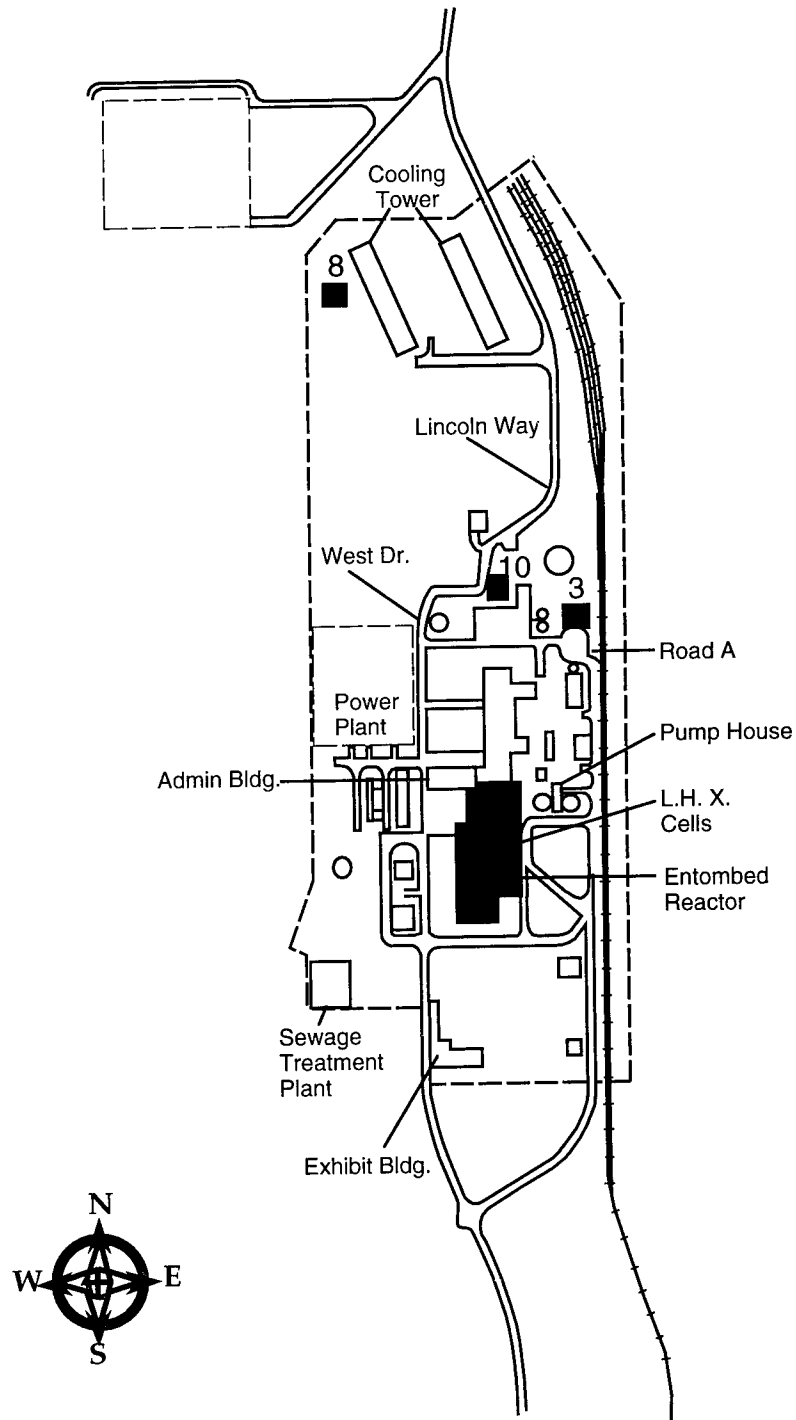 Cooling
Tower
8
Lincoln Way
West Dr.
10
3
Road A
Power
Plant
Pump House
Admin Bldg.
L.H. X.
Cells
Entombed
Reactor
Sewage
Treatment
Plant
Exhibit Bldg.
N
W E
S